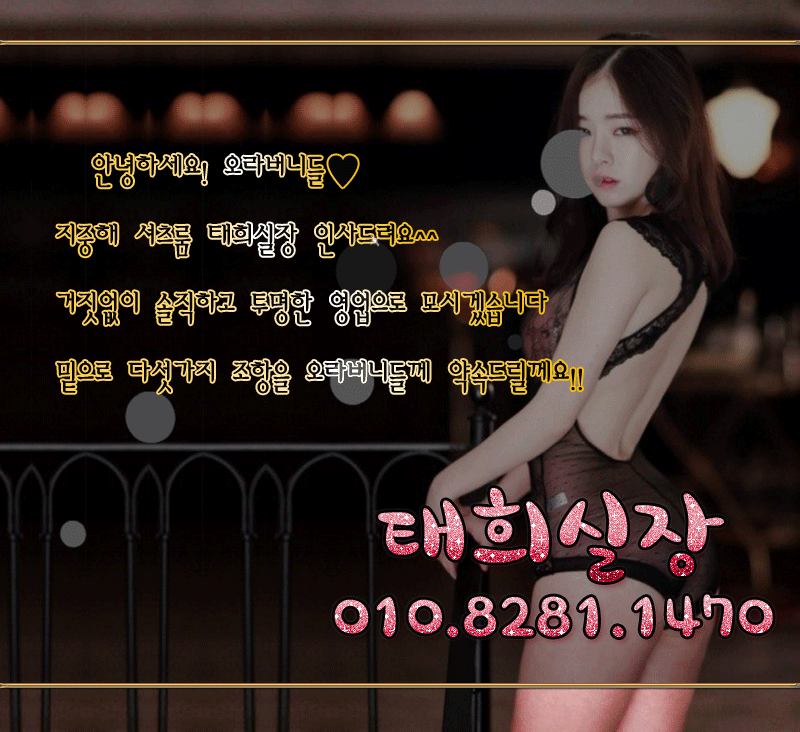 안녕하세요! 오라버니들♡
지중해 셔츠룸 태희실장 인사드려요^^
거짓없이 솔직하고 투명한 영업으로 모시겠습니다
밑으로 다섯가지 조항을 오라버니들께 약속드릴께요!!
태희실장
010.8281.1470